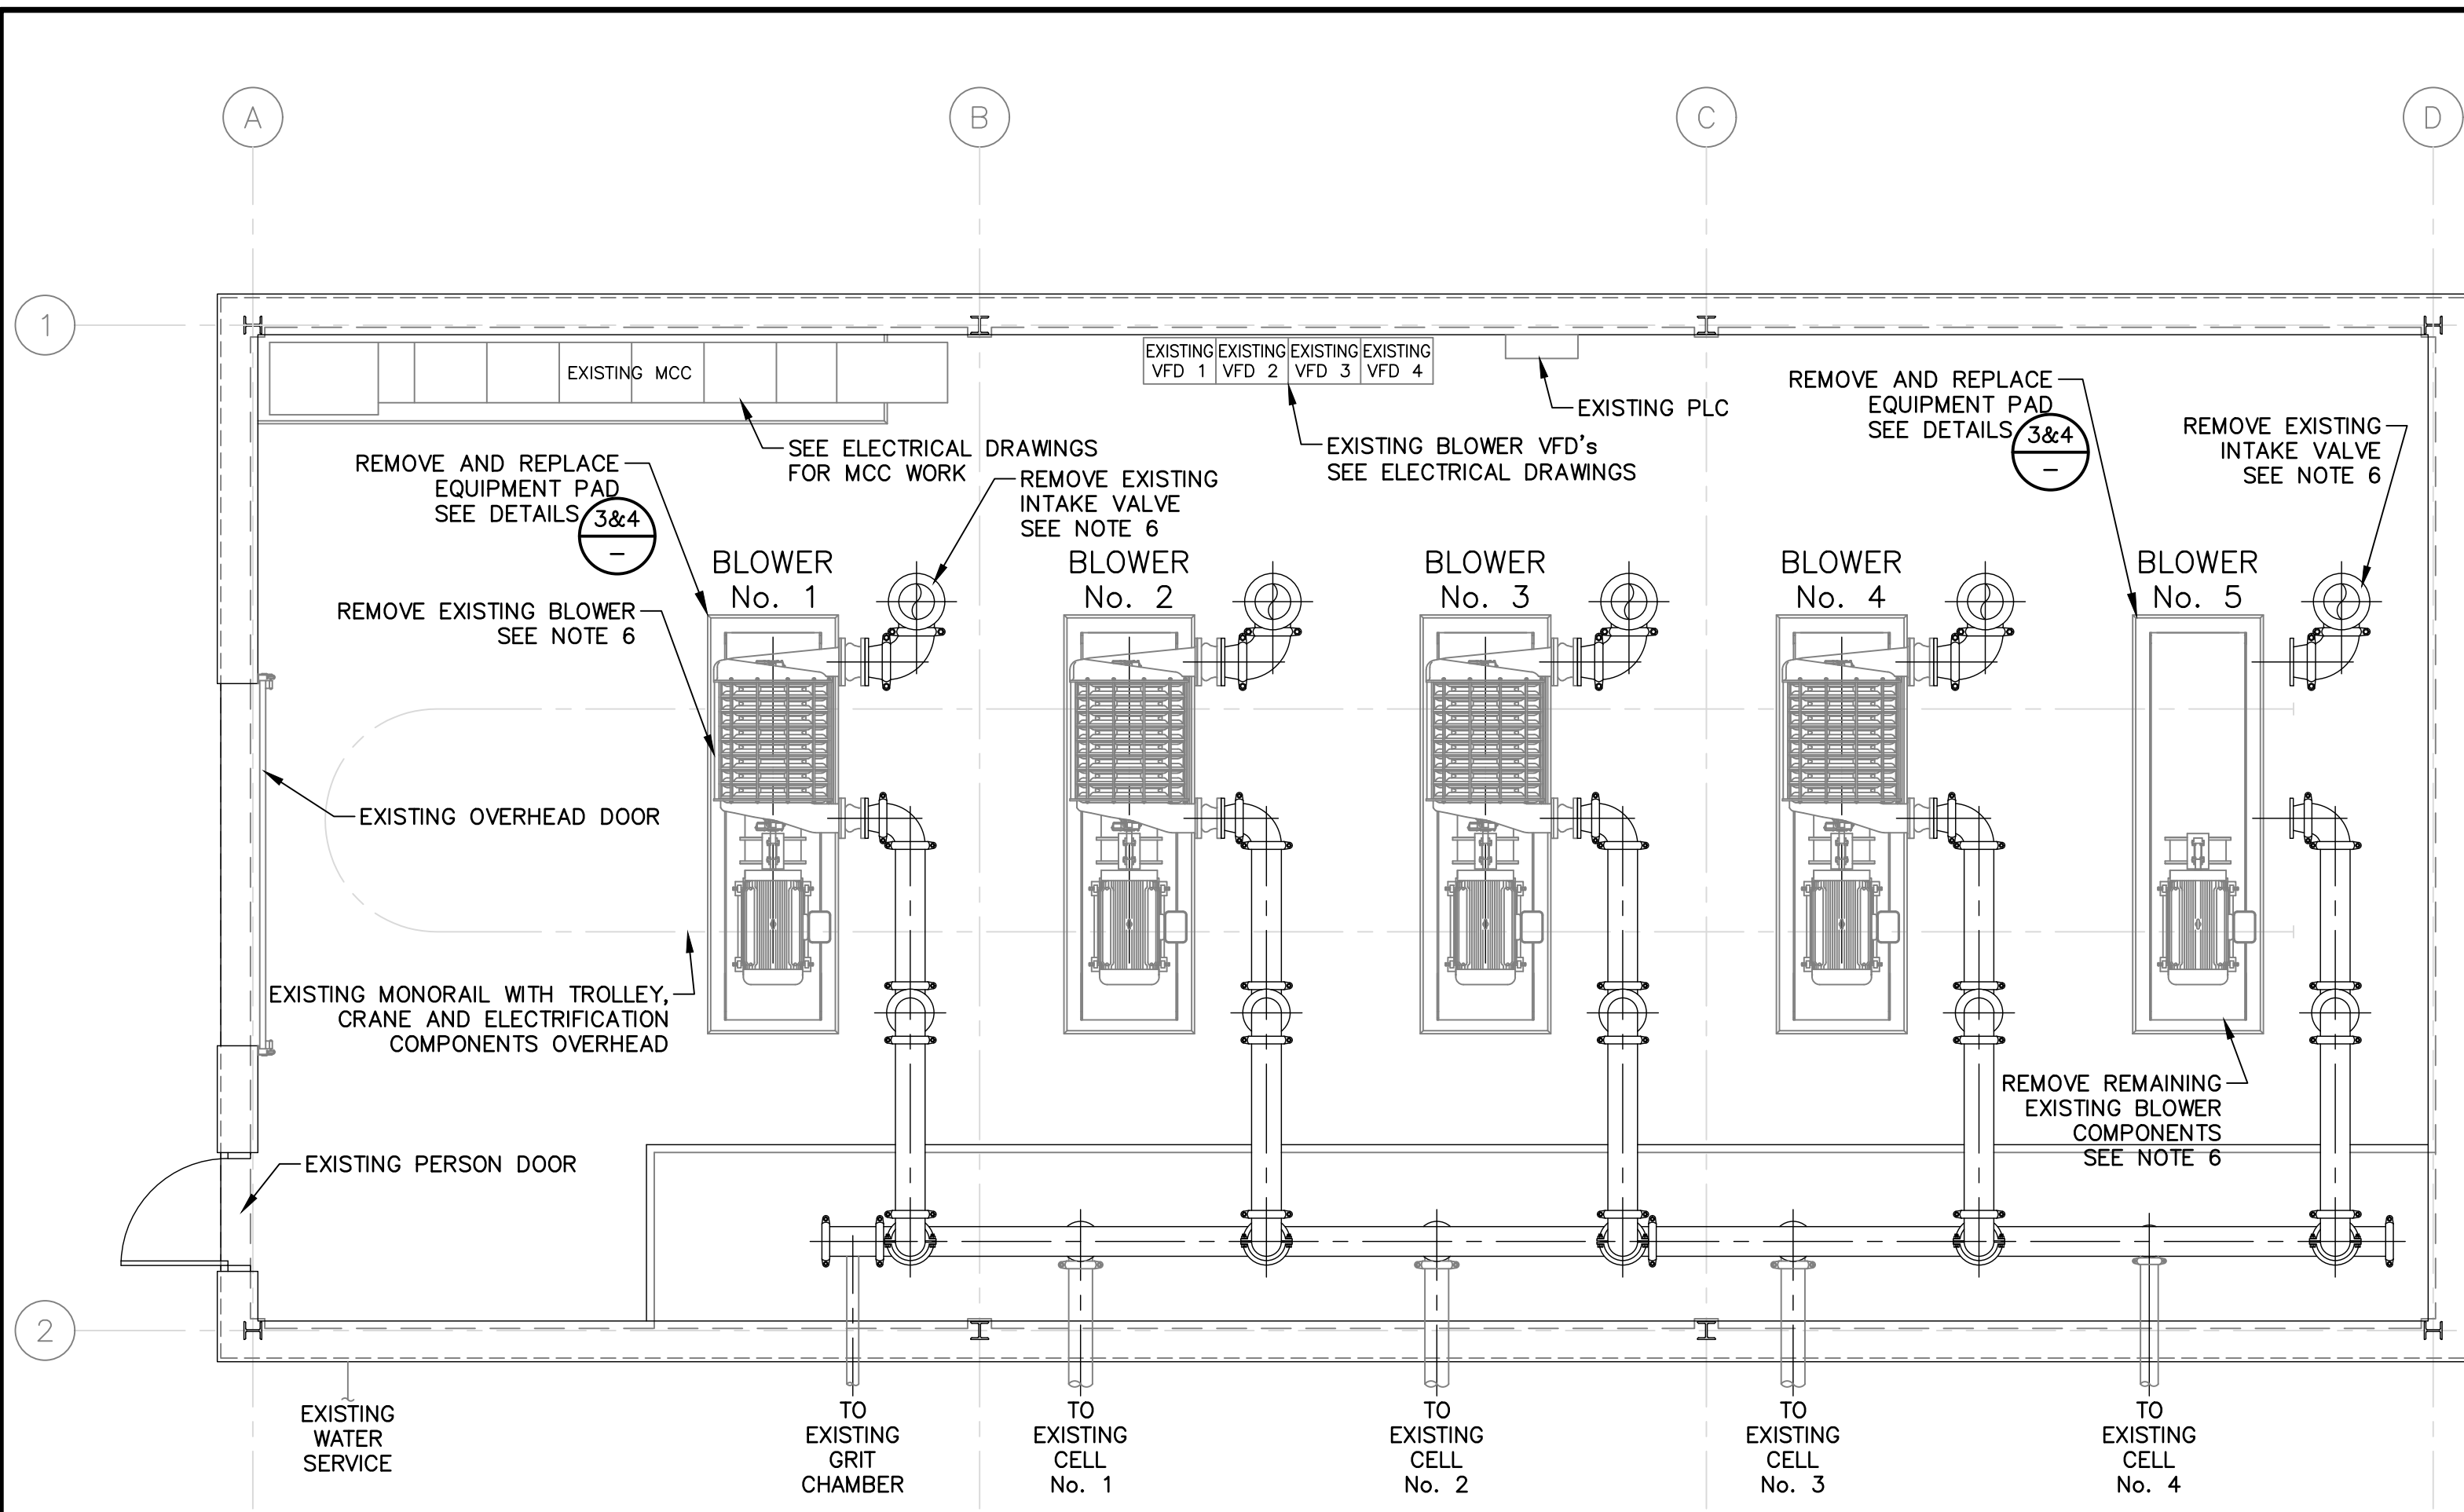 A
B
C
D
1
EXISTING MCC
EXISTING
VFD 1
EXISTING
VFD 2
EXISTING
VFD 3
EXISTING
VFD 4
EXISTING PLC
SEE ELECTRICAL DRAWINGS
FOR MCC WORK
EXISTING BLOWER VFD's
SEE ELECTRICAL DRAWINGS
REMOVE AND REPLACE
EQUIPMENT PAD
SEE DETAILS
3&4
-
REMOVE EXISTING
INTAKE VALVE
SEE NOTE 6
REMOVE AND REPLACE
EQUIPMENT PAD
SEE DETAILS
3&4
-
REMOVE EXISTING
INTAKE VALVE
SEE NOTE 6
BLOWER
No. 1
BLOWER
No. 2
BLOWER
No. 3
BLOWER
No. 4
BLOWER
No. 5
REMOVE EXISTING BLOWER
SEE NOTE 6
EXISTING OVERHEAD DOOR
EXISTING MONORAIL WITH TROLLEY,
CRANE AND ELECTRIFICATION
COMPONENTS OVERHEAD
REMOVE REMAINING
EXISTING BLOWER
COMPONENTS
SEE NOTE 6
EXISTING PERSON DOOR
2
EXISTING
WATER
SERVICE
TO
EXISTING
GRIT
CHAMBER
TO
EXISTING
CELL
No. 1
TO
EXISTING
CELL
No. 2
TO
EXISTING
CELL
No. 3
TO
EXISTING
CELL
No. 4